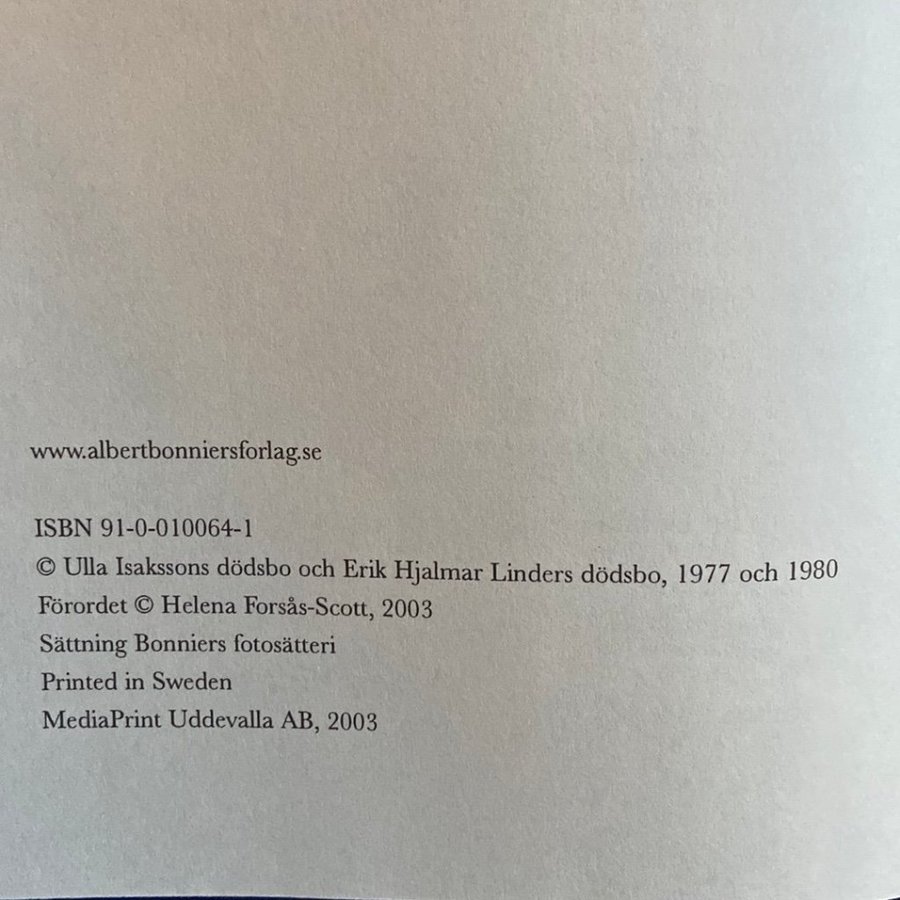 www.albertbonniersforlag.se
ISBN 91-0-010064-1
© Ulla Isakssons dödsbo och Erik Hjalmar Linders dödsbo, 1977 och 1980
Förordet © Helena Forsås-Scott, 2003
Sättning Bonniers fotosätteri
Printed in Sweden
MediaPrint Uddevalla AB, 2003